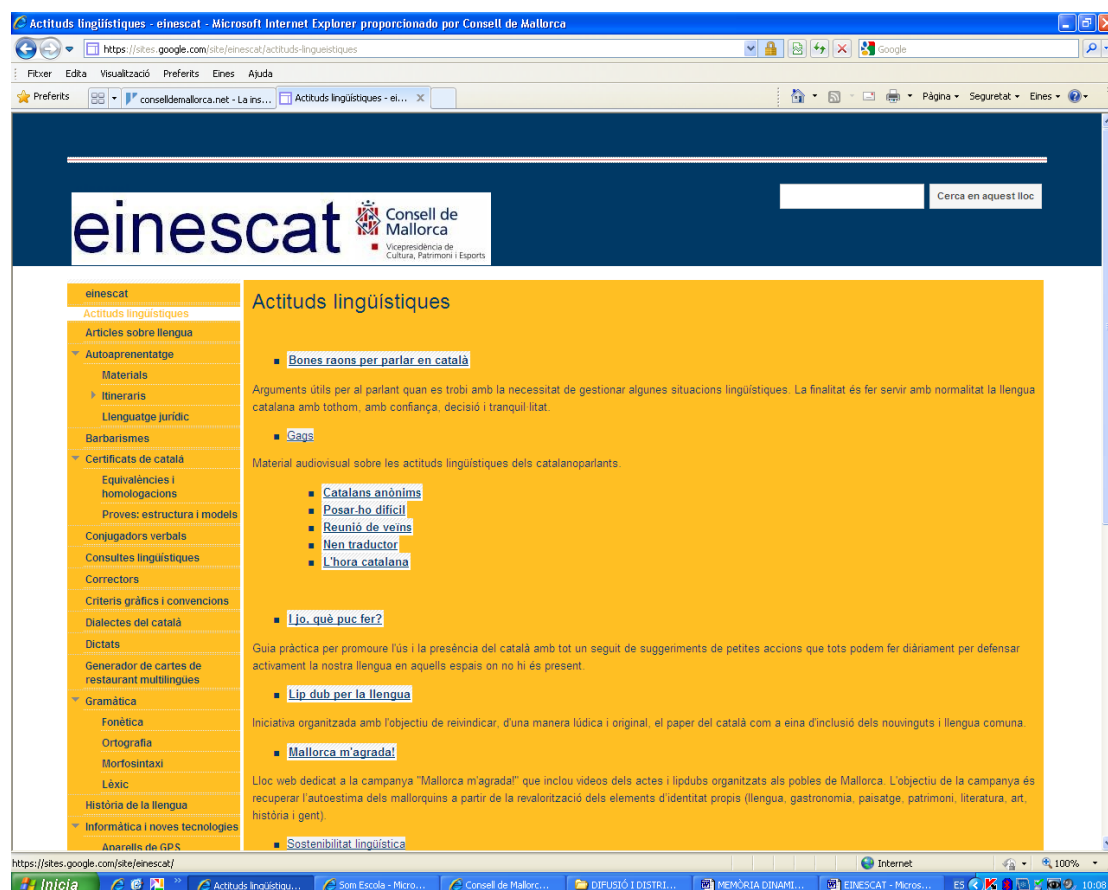 Actituds lingüístiques - einescat - Microsoft Internet Explorer proporcionado por Consell de Mallorca
https://sites.google.com/site/einescat/actituds-lingueistiques
Google
Fitxer Edita Visualització Preferits Eines Ajuda
Preferits
conselldemallorca.net - La ins...
Actituds lingüístiques - ei...
Pàgina
Seguretat
Eines
Cerca en aquest lloc
einescat
Consell de
Mallorca
Vicepresidència de
Cultura, Patrimoni i Esports
einescat
Actituds lingüístiques
Articles sobre llengua
Autoaprenentatge
Materials
Itineraris
Llenguatge jurídic
Barbarismes
Certificats de català
Equivalències i
homologacions
Proves: estructura i models
Conjugadors verbals
Consultes lingüístiques
Correctors
Criteris gràfics i convencions
Dialectes del català
Dictats
Generador de cartes de
restaurant multilingües
Gramàtica
Fonètica
Ortografia
Morfosintaxi
Lèxic
Història de la llengua
Informàtica i noves tecnologies
Aparells de GPS
Actituds lingüístiques
Bones raons per parlar en català
Arguments útils per al parlant quan es trobi amb la necessitat de gestionar algunes situacions lingüístiques. La finalitat és fer servir amb normalitat la llengua
catalana amb tothom, amb confiança, decisió i tranquil·litat.
Gags
Material audiovisual sobre les actituds lingüístiques dels catalanoparlants.
Catalans anònims
Posar-ho difícil
Reunió de veïns
Nen traductor
L'hora catalana
I jo, què puc fer?
Guia pràctica per promoure l'ús i la presència del català amb tot un seguit de suggeriments de petites accions que tots podem fer diàriament per defensar
activament la nostra llengua en aquells espais on no hi és present.
Lip dub per la llengua
Iniciativa organitzada amb l'objectiu de reivindicar, d'una manera lúdica i original, el paper del català com a eina d'inclusió dels nouvinguts i llengua comuna.
Mallorca m'agrada!
Lloc web dedicat a la campanya "Mallorca m'agrada!" que inclou videos dels actes i lipdubs organitzats als pobles de Mallorca. L'objectiu de la campanya és
recuperar l'autoestima dels mallorquins a partir de la revalorització dels elements d'identitat propis (llengua, gastronomia, paisatge, patrimoni, literatura, art,
història i gent).
Sostenibilitat lingüística
https://sites.google.com/site/einescat/
Internet
100%
Inicia
Actituds lingüístiqu...
Som Escola - Micro...
Consell de Mallorc...
DIFUSIÓ I DISTRI...
MEMÒRIA DINAMI...
EINESCAT - Micros...
ES
10:08